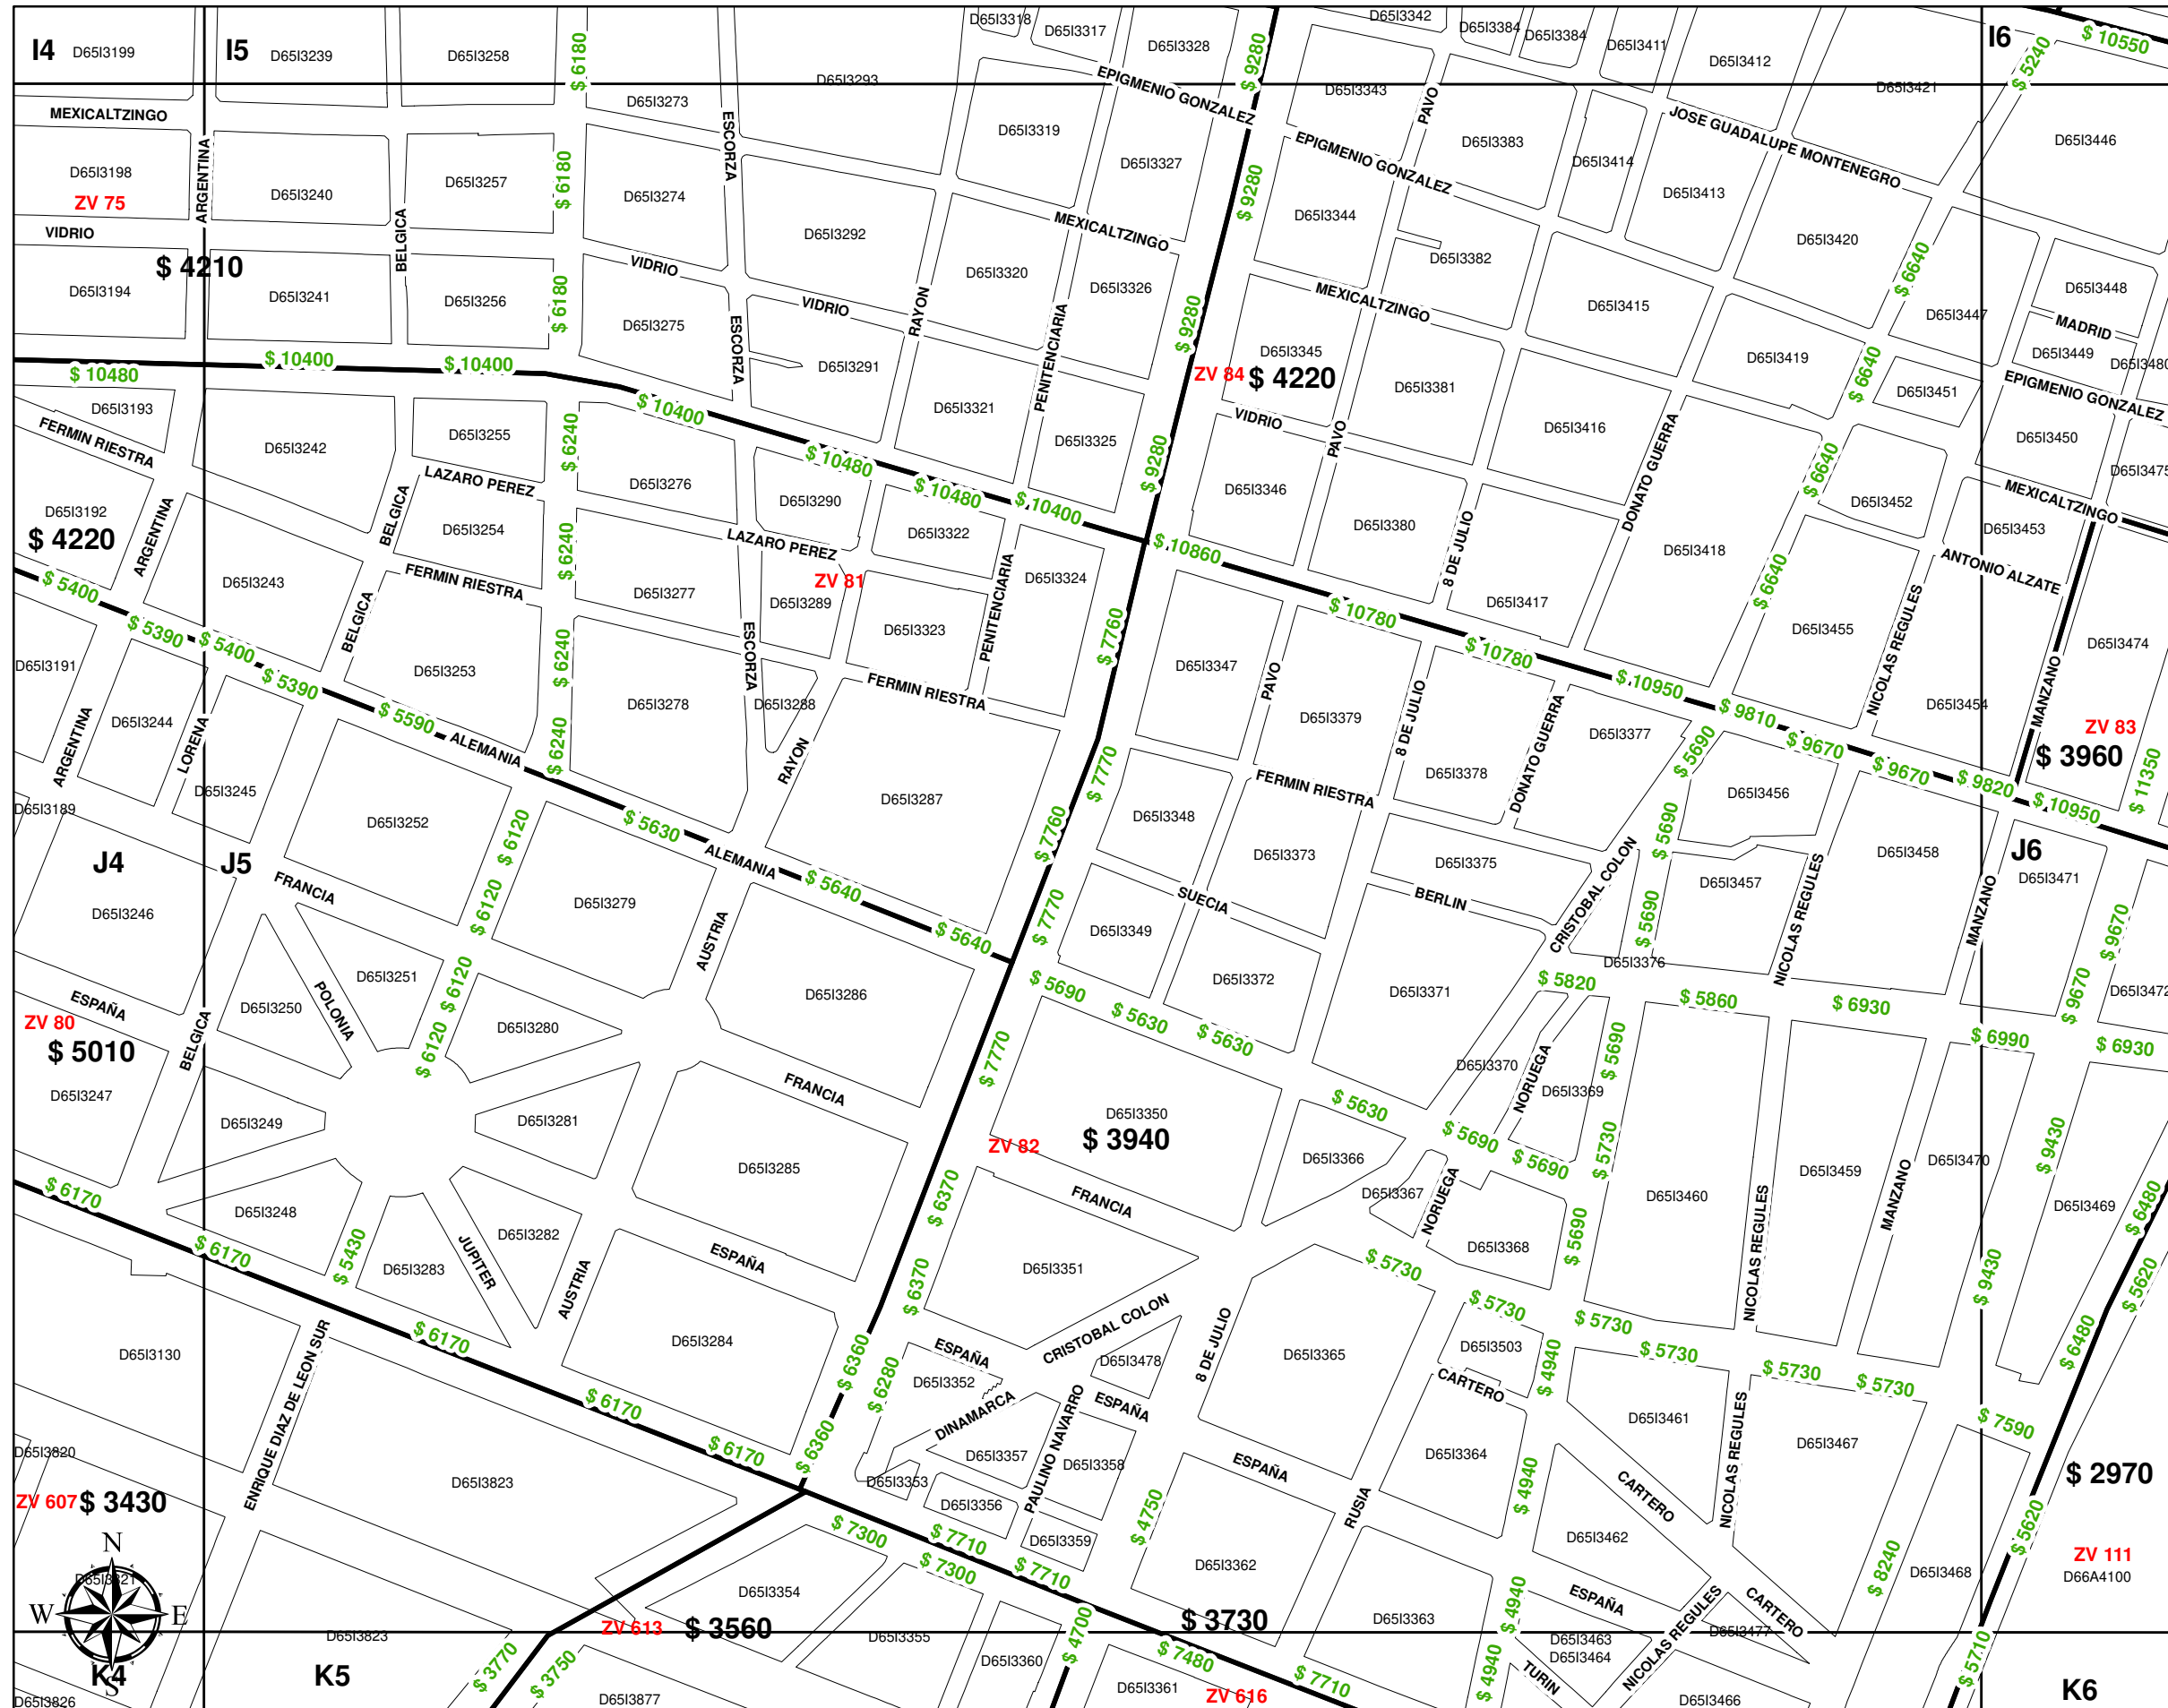 I4
D65I3199
I5
D65I3239
D65I3258
$ 6180
D65I3293
D65I3318
D65I3317
D65I3328
$ 9280
D65I3342
D65I3384
D65I3384
D65I3411
D65I3412
D65I3421
I6
$ 5240
$ 10550
MEXICALTZINGO
D65I3273
ESCORZA
D65I3319
EPIGMENIO GONZALEZ
D65I3327
D65I3343
PAVO
EPIGMENIO GONZALEZ
D65I3383
D65I3414
JOSE GUADALUPE MONTENEGRO
D65I3413
D65I3446
D65I3198
ZV 75
ARGENTINA
D65I3240
BELGICA
D65I3257
$ 6180
D65I3274
D65I3292
MEXICALTZINGO
$ 9280
D65I3344
D65I3382
D65I3420
$ 6640
VIDRIO
$ 4210
D65I3194
D65I3241
D65I3256
$ 6180
VIDRIO
D65I3275
ESCORZA
VIDRIO
D65I3291
RAYON
D65I3320
PENITENCIARIA
D65I3326
$ 9280
MEXICALTZINGO
D65I3415
D65I3447
D65I3448
MADRID
D65I3449
D65I3480
$ 10480
$ 10400
$ 10400
$ 10400
D65I3321
D65I3325
ZV 84
$ 4220
D65I3345
D65I3381
D65I3419
$ 6640
D65I3451
EPIGMENIO GONZALEZ
D65I3193
FERMIN RIESTRA
D65I3242
D65I3255
LAZARO PEREZ
$ 6240
D65I3276
$ 10480
D65I3290
$ 10480
$ 10400
$ 9280
VIDRIO
PAVO
D65I3346
D65I3416
DONATO GUERRA
$ 6640
D65I3450
D65I3475
D65I3452
MEXICALTZINGO
D65I3192
$ 4220
ARGENTINA
BELGICA
D65I3254
$ 6240
LAZARO PEREZ
D65I3322
$ 10860
D65I3380
8 DE JULIO
D65I3418
D65I3453
ANTONIO ALZATE
$ 5400
D65I3243
FERMIN RIESTRA
D65I3277
ZV 81
D65I3289
D65I3323
PENITENCIARIA
D65I3324
$ 7760
$ 10780
D65I3417
$ 6640
D65I3455
NICOLAS REGULES
D65I3474
$ 5390
$ 5400
BELGICA
$ 6240
ESCORZA
D65I3191
$ 5390
D65I3253
D65I3278
D65I3288
FERMIN RIESTRA
D65I3347
PAVO
$ 10780
$ 10950
D65I3454
MANZANO
ZV 83
$ 3960
ARGENTINA
D65I3244
LORENA
$ 5590
ALEMANIA
$ 6240
RAYON
D65I3379
8 DE JULIO
DONATO GUERRA
D65I3377
$ 9810
$ 5690
$ 9670
$ 9670
$ 9820
$ 10950
$ 11350
D65I3189
D65I3245
D65I3252
$ 6120
$ 5630
D65I3287
$ 7770
$ 7760
D65I3348
FERMIN RIESTRA
D65I3378
D65I3456
$ 5690
J4
J5
FRANCIA
ALEMANIA
$ 5640
D65I3373
D65I3375
CRISTOBAL COLON
D65I3457
D65I3458
J6
D65I3471
D65I3246
$ 6120
D65I3279
AUSTRIA
$ 5640
$ 7770
D65I3349
SUECIA
BERLIN
$ 5690
D65I3376
NICOLAS REGULES
MANZANO
$ 9670
ESPAÑA
ZV 80
$ 5010
D65I3250
POLONIA
D65I3251
$ 6120
D65I3286
$ 5690
$ 5630
$ 5630
D65I3372
D65I3371
$ 5820
$ 5860
$ 6930
$ 9670
D65I3472
BELGICA
$ 6120
D65I3280
$ 7770
$ 5690
$ 6990
$ 6930
D65I3247
D65I3249
D65I3281
FRANCIA
D65I3350
$ 3940
ZV 82
$ 5630
D65I3370
NORUEGA
D65I3369
$ 5690
$ 5690
$ 5730
D65I3459
D65I3470
$ 9430
$ 6170
D65I3248
D65I3285
$ 6370
FRANCIA
D65I3366
D65I3367
NORUEGA
D65I3460
NICOLAS REGULES
MANZANO
D65I3469
$ 6480
$ 6170
$ 5430
D65I3283
JUPITER
D65I3282
AUSTRIA
ESPAÑA
$ 6370
D65I3351
$ 5730
D65I3368
$ 5690
$ 9430
$ 5620
D65I3130
ENRIQUE DIAZ DE LEON SUR
$ 6170
D65I3284
$ 6360
ESPAÑA
CRISTOBAL COLON
8 DE JULIO
D65I3365
$ 5730
D65I3503
$ 5730
$ 5730
$ 5730
$ 5730
$ 6480
$ 6170
$ 6280
D65I3352
D65I3478
ESPAÑA
CARTERO
$ 4940
D65I3461
NICOLAS REGULES
D65I3467
$ 7590
D65I3820
ZV 607
$ 3430
D65I3823
$ 6170
$ 6360
DINAMARCA
D65I3357
PAULINO NAVARRO
D65I3358
D65I3353
D65I3356
ESPAÑA
D65I3364
RUSIA
$ 4940
CARTERO
$ 2970
N
W
E
S
D65I3821
$ 7300
$ 7710
D65I3359
$ 4750
D65I3362
D65I3462
$ 5620
ZV 111
D66A4100
D65I3354
$ 7300
$ 7710
$ 8240
D65I3468
ZV 613
$ 3560
$ 4700
$ 3730
D65I3363
$ 4940
ESPAÑA
NICOLAS REGULES
CARTERO
D65I3477
K4
D65I3823
K5
$ 3770
$ 3750
D65I3355
D65I3360
$ 7480
D65I3463
D65I3464
$ 5710
D65I3826
D65I3877
D65I3361
ZV 616
$ 7710
$ 4940
TURIN
D65I3466
K6